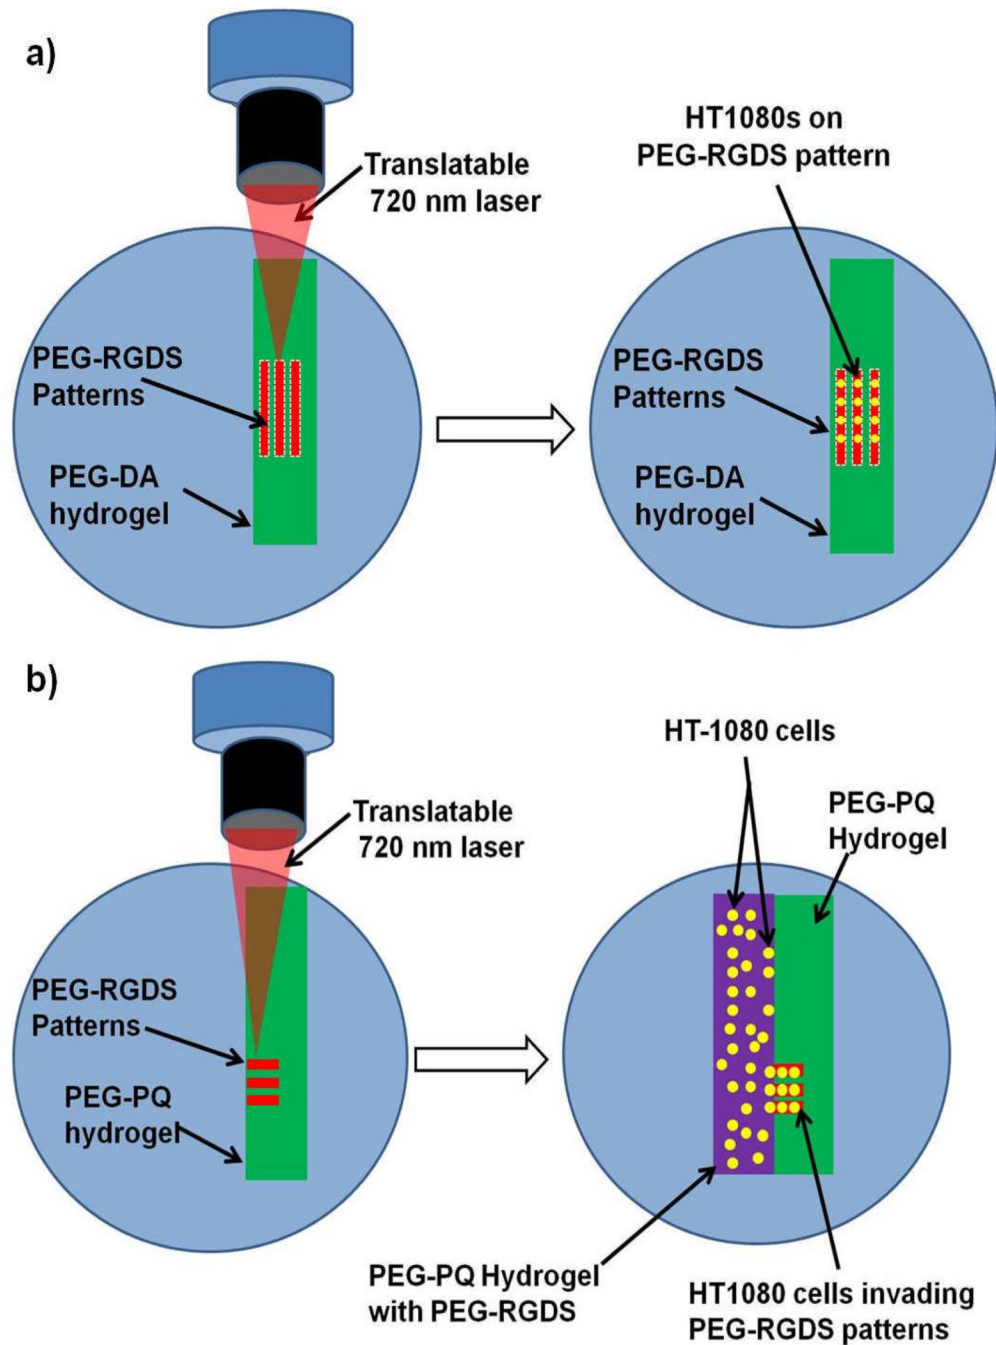 a)
Translatable
720 nm laser
PEG-RGDS
Patterns
PEG-DA
hydrogel
HT1080s on
PEG-RGDS pattern
PEG-RGDS
Patterns
PEG-DA
hydrogel
b)
Translatable
720 nm laser
PEG-RGDS
Patterns
PEG-PQ
hydrogel
HT-1080 cells
PEG-PQ
Hydrogel
PEG-PQ Hydrogel
with PEG-RGDS
HT1080 cells invading
PEG-RGDS patterns